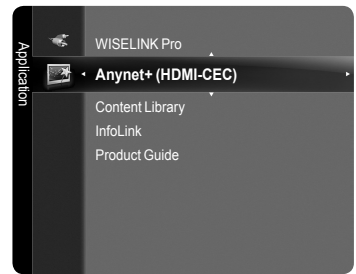 Application
WISELINK Pro
Anynet+ (HDMI-CEC)
Content Library
InfoLink
Product Guide